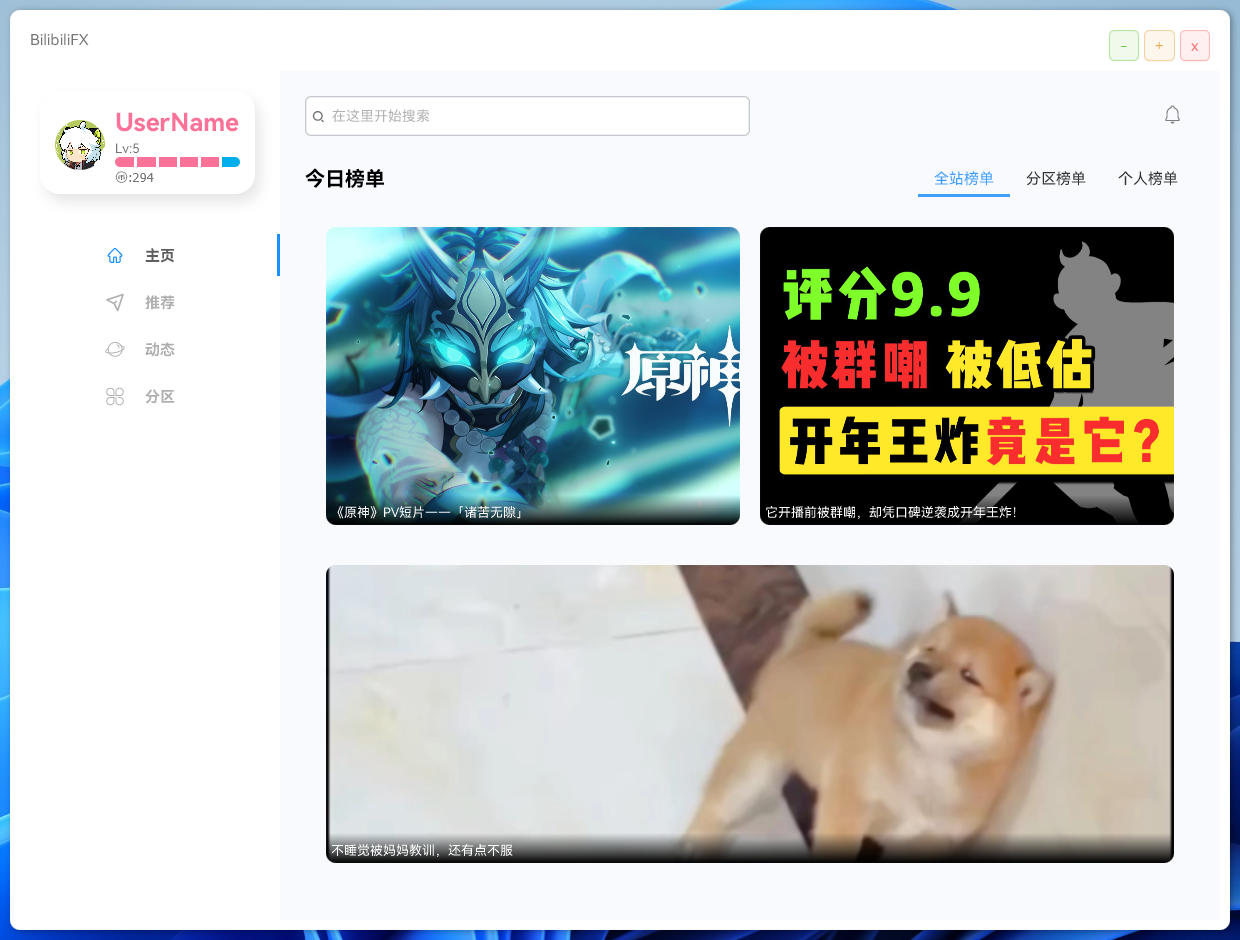 BilibiliFX
-
+
x
UserName
Lv:5
ⓜ:294
主页
推荐
动态
分区
在这里开始搜索
今日榜单
全站榜单
分区榜单
个人榜单
原神
《原神》PV短片——「诸苦无隙」
评分9.9
被群嘲 被低估
开年王炸竟是它？
它开播前被群嘲，却凭口碑逆袭成开年王炸！
不睡觉被妈妈教训，还有点不服